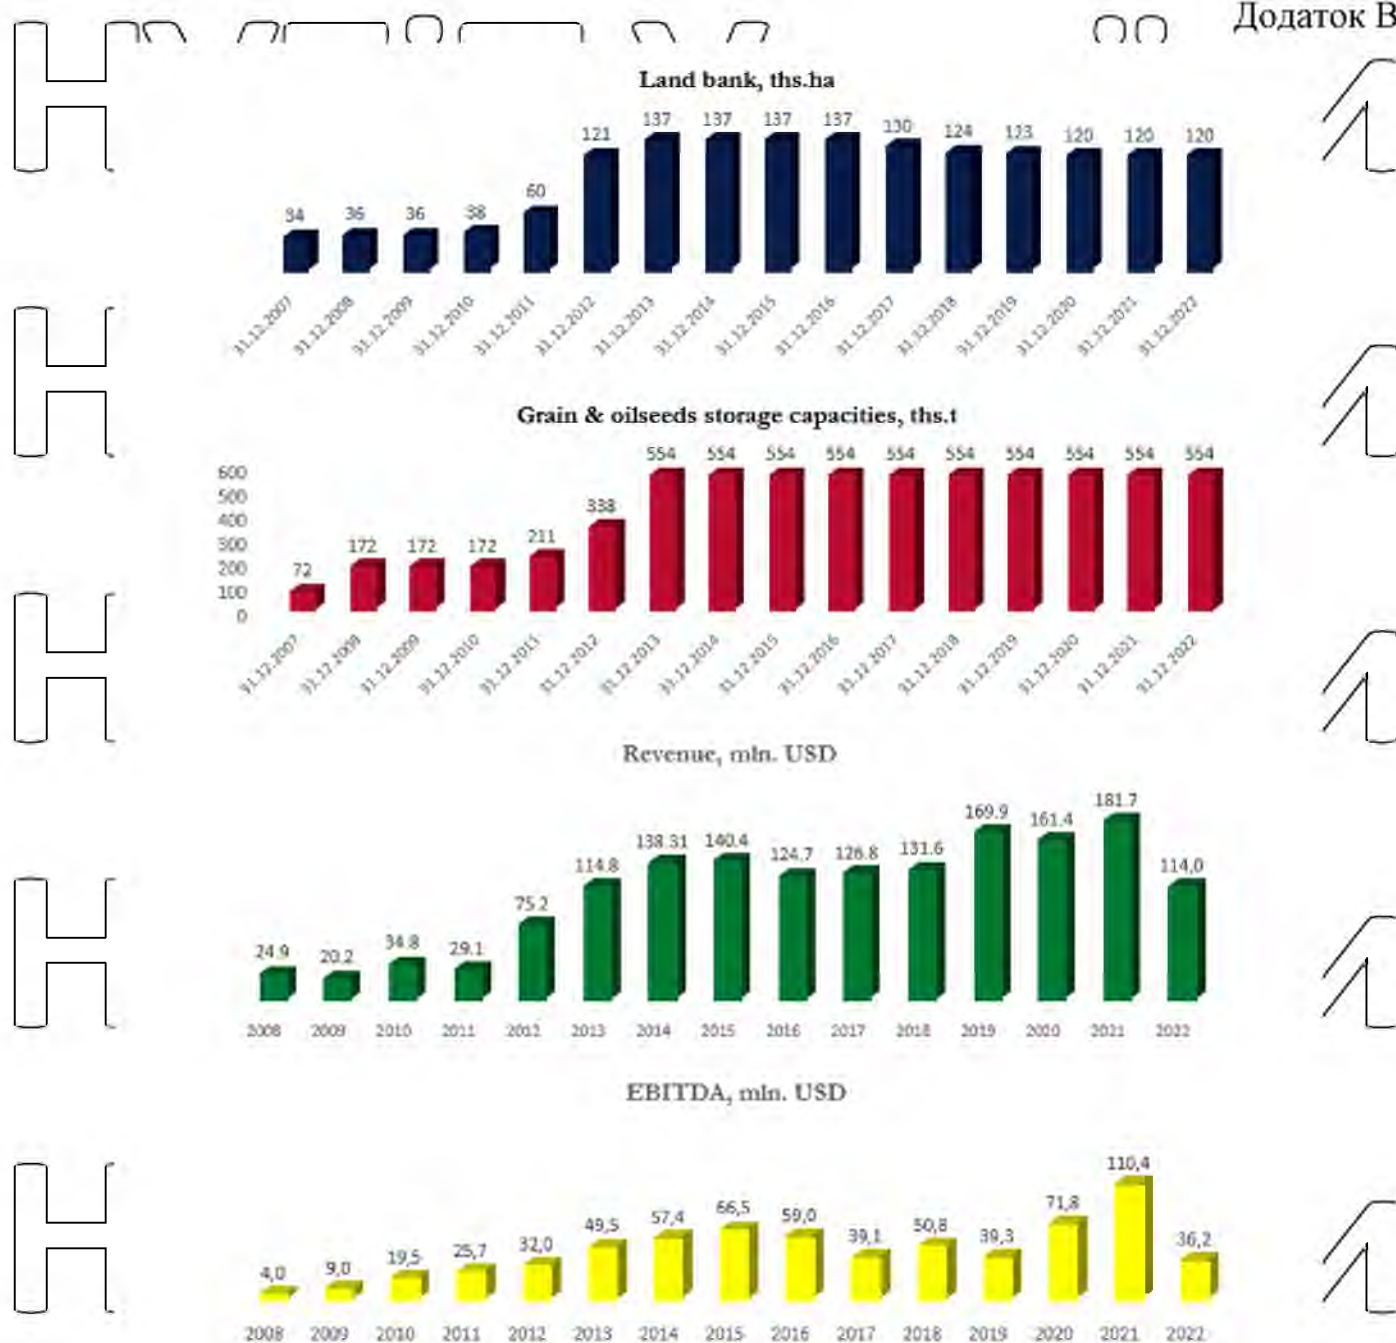 Додаток В
Land bank, ths.ha
34 36 36 38 60 121 137 137 137 137 130 124 123 120 120 120
31.12.2007 31.12.2008 31.12.2009 31.12.2010 31.12.2011 31.12.2012 31.12.2013 31.12.2014 31.12.2015 31.12.2016 31.12.2017 31.12.2018 31.12.2019 31.12.2020 31.12.2021 31.12.2022
Grain & oilseeds storage capacities, ths.t
600
500
400
300
200
100
0
72 172 172 172 211 338 554 554 554 554 554 554 554 554 554 554
31.12.2007 31.12.2008 31.12.2009 31.12.2010 31.12.2011 31.12.2012 31.12.2013 31.12.2014 31.12.2015 31.12.2016 31.12.2017 31.12.2018 31.12.2019 31.12.2020 31.12.2021 31.12.2022
Revenue, mln. USD
24.9 20.2 34.8 29.1 75.2 114.8 138.31 140.4 124.7 126.8 131.6 169.9 161.4 181.7 114,0
2008 2009 2010 2011 2012 2013 2014 2015 2016 2017 2018 2019 2020 2021 2022
EBITDA, mln. USD
4,0 9,0 19,5 25,7 32,0 49,5 57,4 66,5 59,0 39,1 50,8 39,3 71,8 110,4 36,2
2008 2009 2010 2011 2012 2013 2014 2015 2016 2017 2018 2019 2020 2021 2022